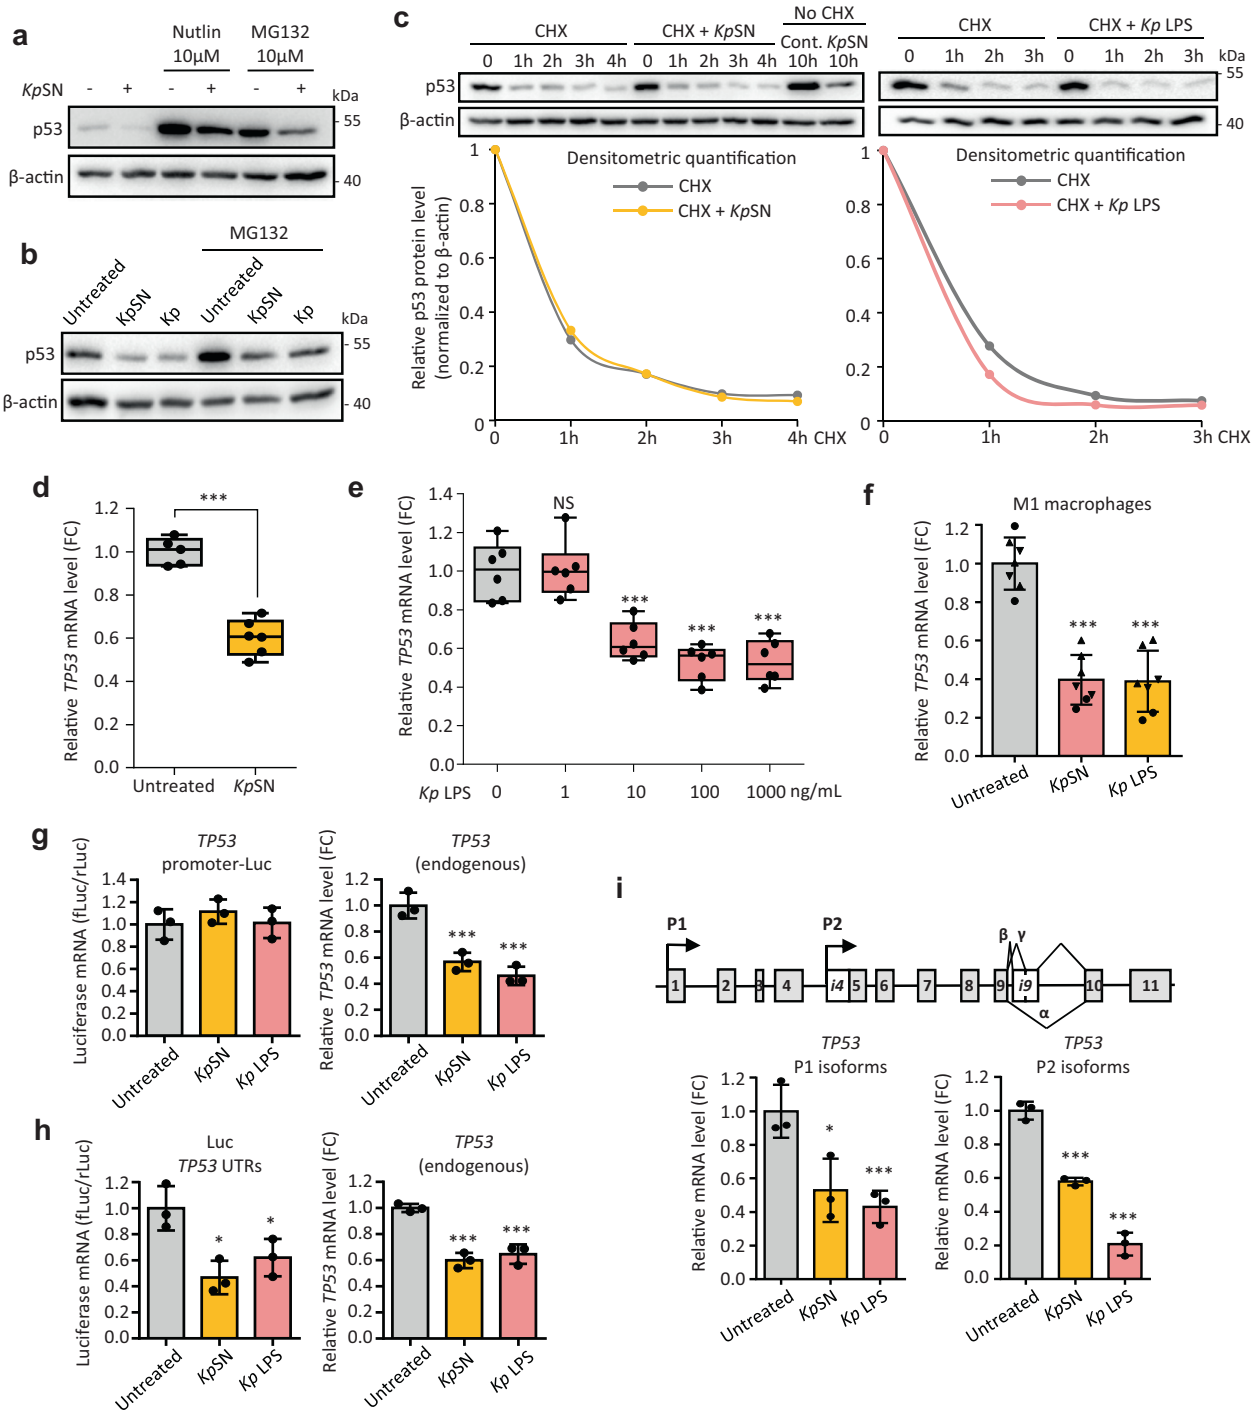 a
Nutlin
10µM
MG132
10µM
KpSN - + - + - +
kDa
p53
55
β-actin
40
b
MG132
Untreated
KpSN
Kp
Untreated
KpSN
Kp
kDa
p53
55
β-actin
40
c
CHX
CHX + KpSN
No CHX
Cont. KpSN
0 1h 2h 3h 4h 0 1h 2h 3h 4h 10h 10h
p53
β-actin
CHX
CHX + Kp LPS
0 1h 2h 3h 0 1h 2h 3h
kDa
55
40
Densitometric quantification
CHX
CHX + KpSN
Relative p53 protein level
(normalized to β-actin)
1
0.8
0.6
0.4
0.2
0
0 1h 2h 3h 4h CHX
Densitometric quantification
CHX
CHX + Kp LPS
1
0.8
0.6
0.4
0.2
0
0 1h 2h 3h CHX
d
Relative TP53 mRNA level (FC)
1.2
1.0
0.8
0.6
0.4
0.2
0.0
***
Untreated KpSN
e
Relative TP53 mRNA level (FC)
1.4
1.2
1.0
0.8
0.6
0.4
0.2
0.0
NS
***
***
***
Kp LPS 0 1 10 100 1000 ng/mL
f
M1 macrophages
Relative TP53 mRNA level (FC)
1.2
1.0
0.8
0.6
0.4
0.2
0.0
***
***
Untreated
KpSN
Kp LPS
g
TP53
promoter-Luc
Luciferase mRNA (fLuc/rLuc)
1.4
1.2
1.0
0.8
0.6
0.4
0.2
0.0
Untreated
KpSN
Kp LPS
TP53
(endogenous)
Relative TP53 mRNA level (FC)
1.2
1.0
0.8
0.6
0.4
0.2
0.0
***
***
Untreated
KpSN
Kp LPS
h
Luc
TP53 UTRs
Luciferase mRNA (fLuc/rLuc)
1.2
1.0
0.8
0.6
0.4
0.2
0.0
*
*
Untreated
KpSN
Kp LPS
TP53
(endogenous)
Relative TP53 mRNA level (FC)
1.2
1.0
0.8
0.6
0.4
0.2
0.0
***
***
Untreated
KpSN
Kp LPS
i
P1
P2
β γ
1 2 3 4 i4 5 6 7 8 9 i9 10 11
α
TP53
P1 isoforms
Relative mRNA level (FC)
1.2
1.0
0.8
0.6
0.4
0.2
0.0
*
***
Untreated
KpSN
Kp LPS
TP53
P2 isoforms
Relative mRNA level (FC)
1.2
1.0
0.8
0.6
0.4
0.2
0.0
***
***
Untreated
KpSN
Kp LPS